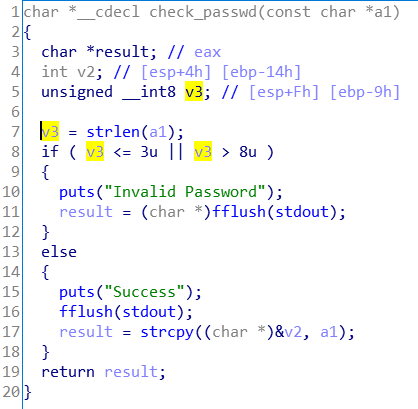 1 char *__cdecl check_passwd(const char *a1)
2 {
3   char *result; // eax
4   int v2; // [esp+4h] [ebp-14h]
5   unsigned __int8 v3; // [esp+Fh] [ebp-9h]
6
7   v3 = strlen(a1);
8   if ( v3 <= 3u || v3 > 8u )
9   {
10     puts("Invalid Password");
11     result = (char *)fflush(stdout);
12   }
13   else
14   {
15     puts("Success");
16     fflush(stdout);
17     result = strcpy((char *)&v2, a1);
18   }
19   return result;
20 }